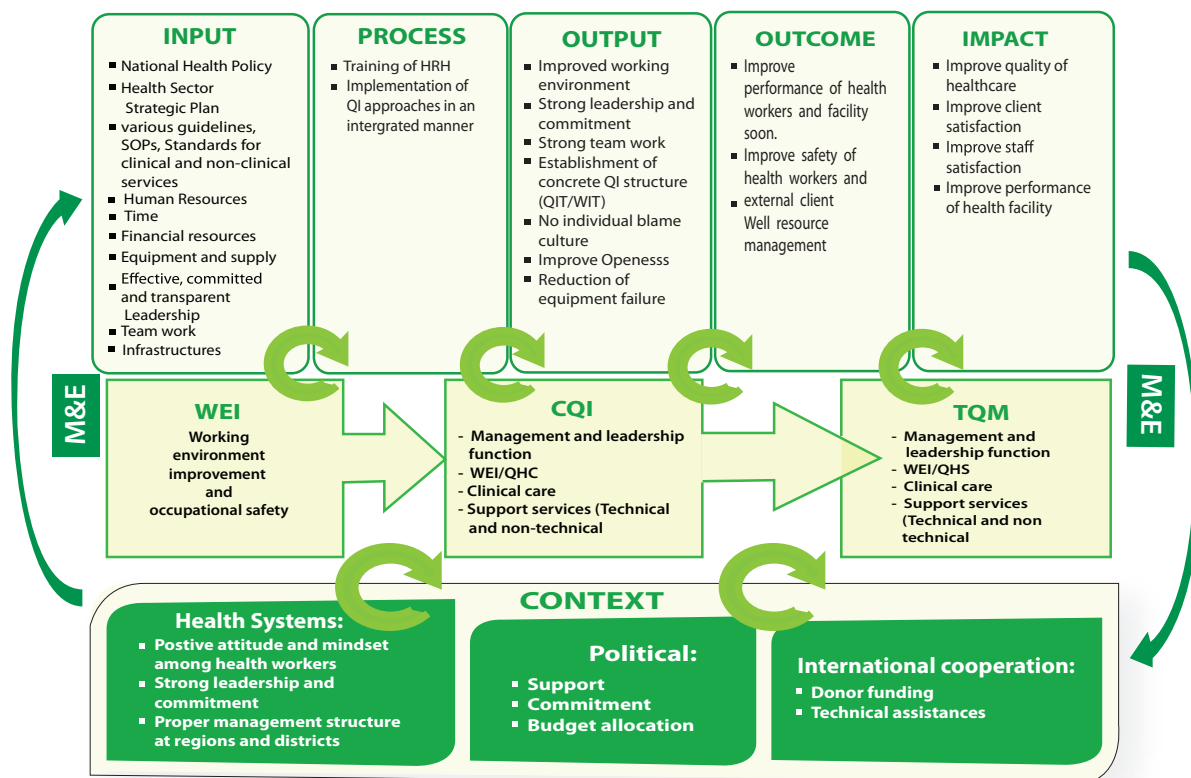 INPUT
National Health Policy
Health Sector
Strategic Plan
various guidelines,
SOPs, Standards for
clinical and non-clinical
services
Human Resources
Time
Financial resources
Equipment and supply
Effective, committed
and transparent
Leadership
Team work
Infrastructures
PROCESS
Training of HRH
Implementation of
QI approaches in an
intergrated manner
OUTPUT
Improved working
environment
Strong leadership and
commitment
Strong team work
Establishment of
concrete QI structure
(QIT/WIT)
No individual blame
culture
Improve Openesss
Reduction of
equipment failure
OUTCOME
Improve
performance of health
workers and facility
soon.
Improve safety of
health workers and
external client
Well resource
management
IMPACT
Improve quality of
healthcare
Improve client
satisfaction
Improve staff
satisfaction
Improve performance
of health facility
M&E
WEI
Working
environment
improvement
and
occupational safety
CQI
- Management and leadership
function
- WEI/QHC
- Clinical care
- Support services (Technical
and non-technical
TQM
- Management and
leadership function
- WEI/QHS
- Clinical care
- Support services
(Technical and non
technical
M&E
CONTEXT
Health Systems:
Postive attitude and mindset
among health workers
Strong leadership and
commitment
Proper management structure
at regions and districts
Political:
Support
Commitment
Budget allocation
International cooperation:
Donor funding
Technical assistances